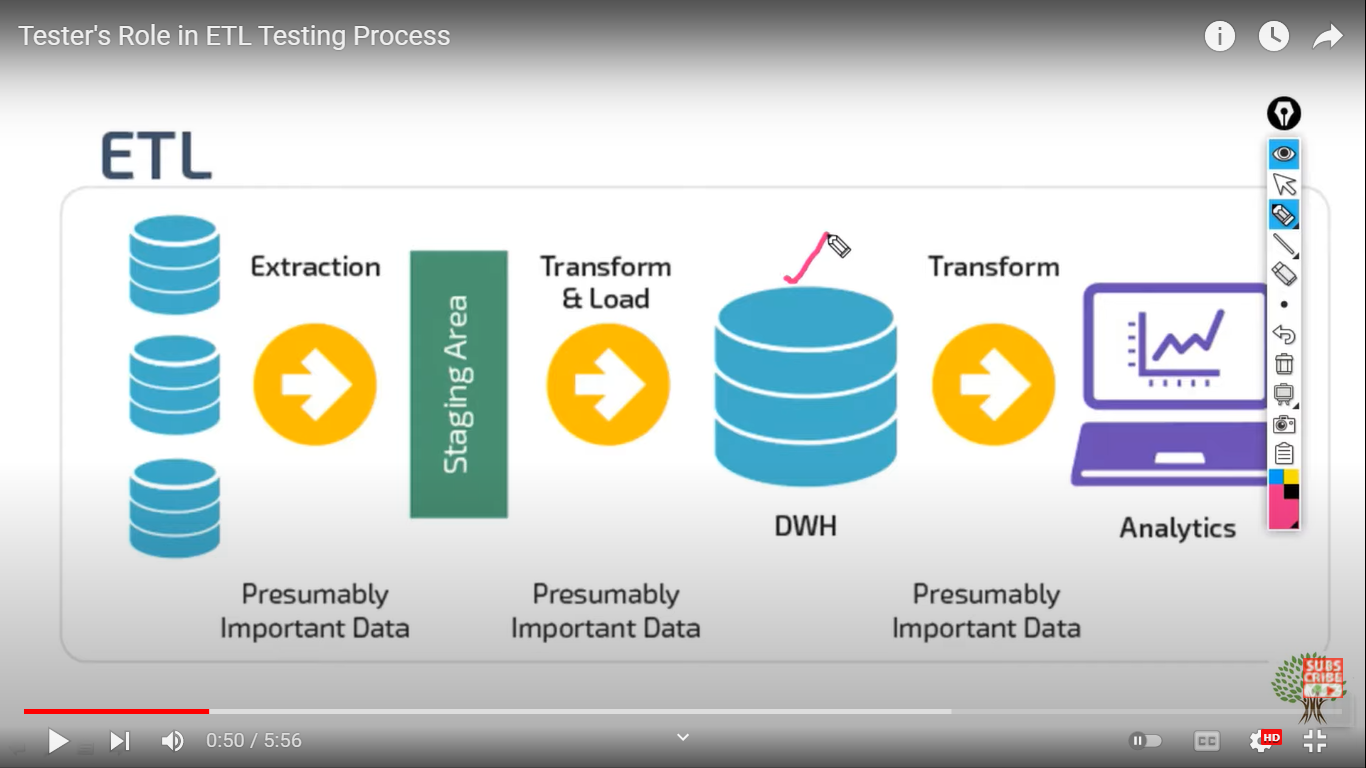 Tester's Role in ETL Testing Process
ETL
Extraction
Staging Area
Transform
& Load
Transform
DWH
Analytics
Presumably
Important Data
Presumably
Important Data
Presumably
Important Data
SUBS
CRIBE
0:50 / 5:56
CC
HD